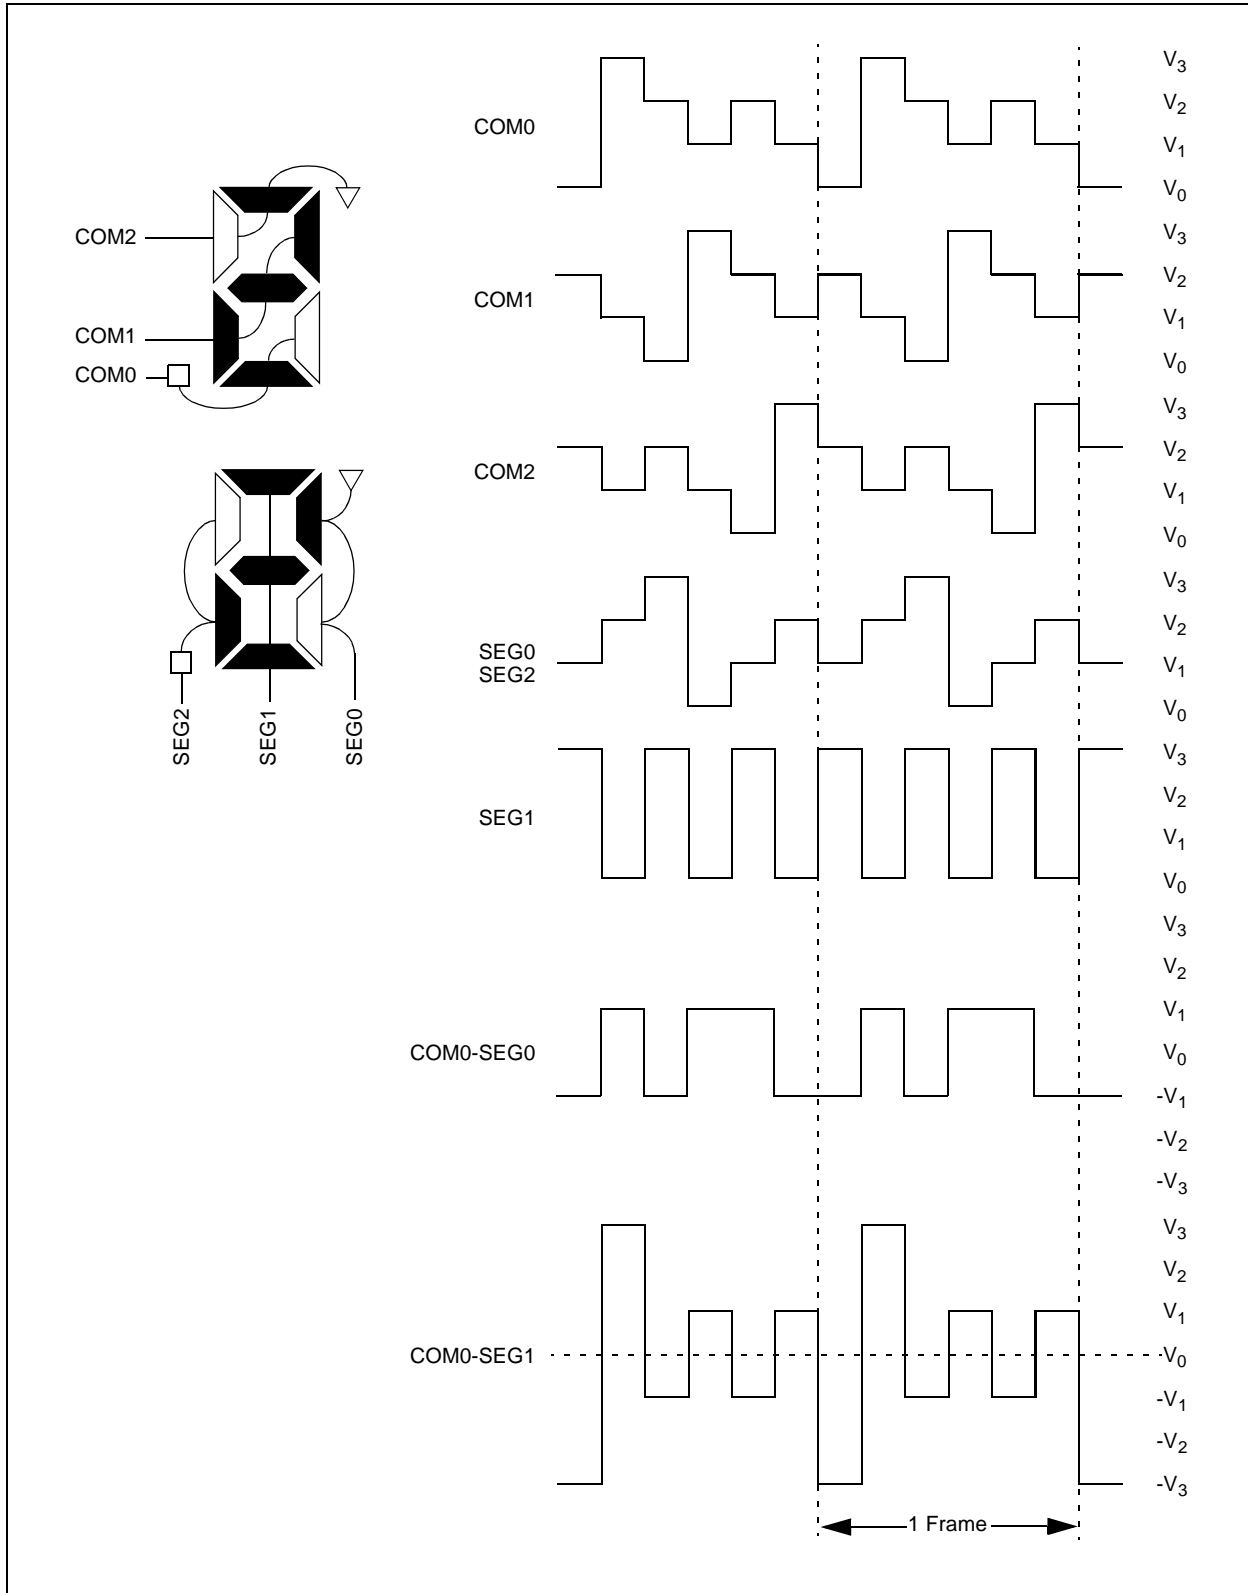 COM2
COM1
COM0
SEG2
SEG1
SEG0
COM0
V3
V2
V1
V0
COM1
V3
V2
V1
V0
COM2
V3
V2
V1
V0
SEG0
SEG2
V3
V2
V1
V0
SEG1
V3
V2
V1
V0
COM0-SEG0
V3
V2
V1
V0
-V1
-V2
-V3
COM0-SEG1
V3
V2
V1
V0
-V1
-V2
-V3
1 Frame